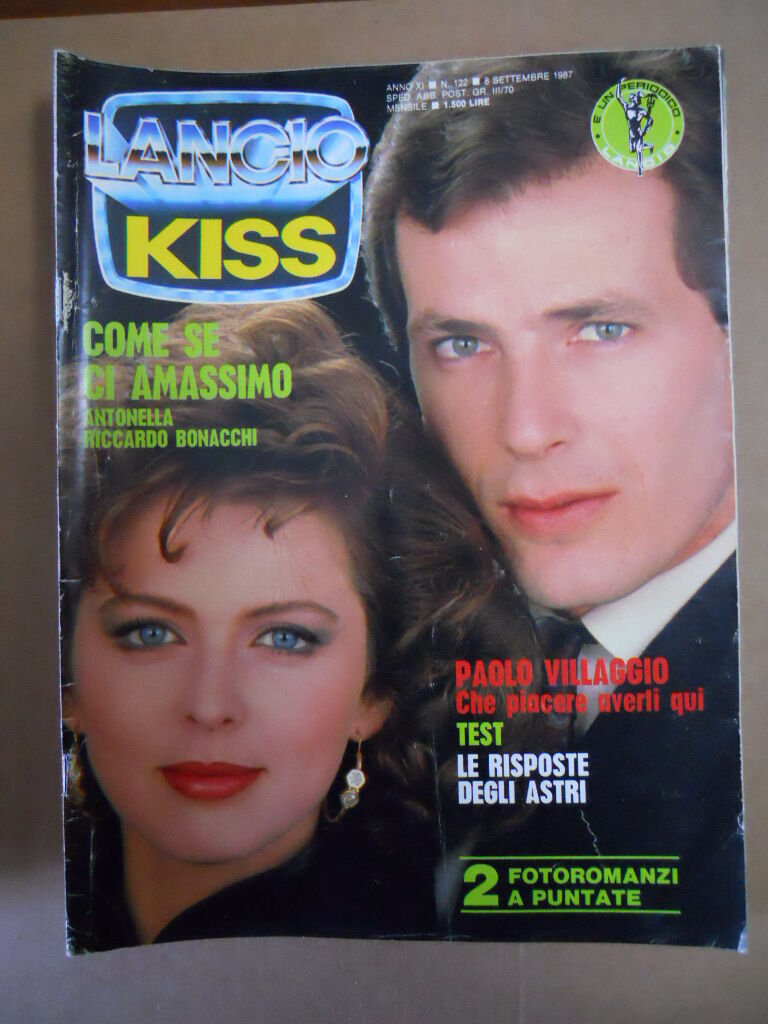 ANNO XI ■ N. 122 ■ 8 SETTEMBRE 1987
SPED. ABB. POST. GR. III/70
MENSILE ■ 1.500 LIRE
È UN PERIODICO
LANCIO
LANCIO
KISS
COME SE
CI AMASSIMO
ANTONELLA
RICCARDO BONACCHI
PAOLO VILLAGGIO
Che piacere averti qui
TEST
LE RISPOSTE
DEGLI ASTRI
2 FOTOROMANZI
A PUNTATE